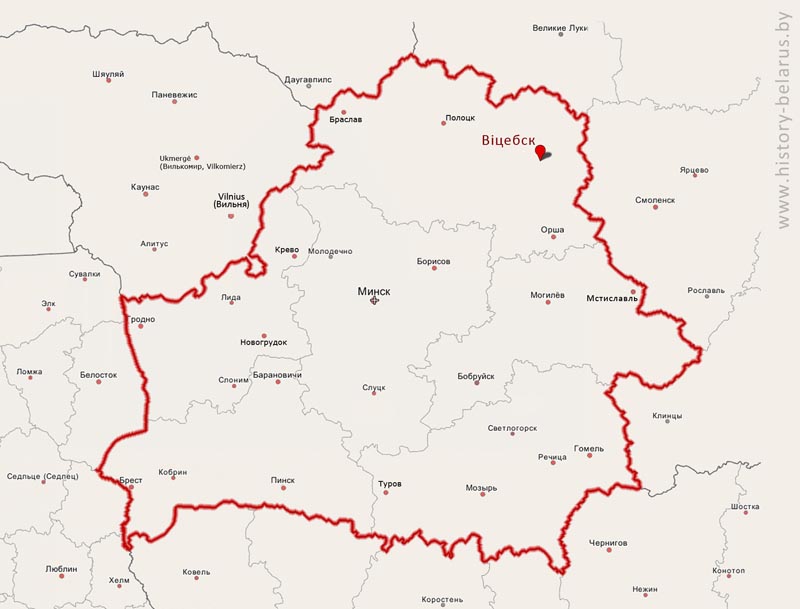 Великие Луки
Шяуляй
Даугавпилс
Паневежис
Браслав
Полоцк
Віцебск
Ukmergė
(Вилькомир, Vilkomierz)
Ярцево
Каунас
Vilnius
(Вильня)
Смоленск
Орша
Алитус
Крево
Молодечно
Борисов
Сувалки
Минск
Лида
Могилёв
Мстиславль
Рославль
Элк
Гродно
Новогрудок
Ломжа
Белосток
Слоним
Барановичи
Слуцк
Бобруйск
Клинцы
Светлогорск
Речица
Гомель
Седльце (Седлец)
Брест
Кобрин
Пинск
Туров
Мозырь
Шостка
Чернигов
Люблин
Хелм
Ковель
Коростень
Нежин
Конотоп
www.history-belarus.by